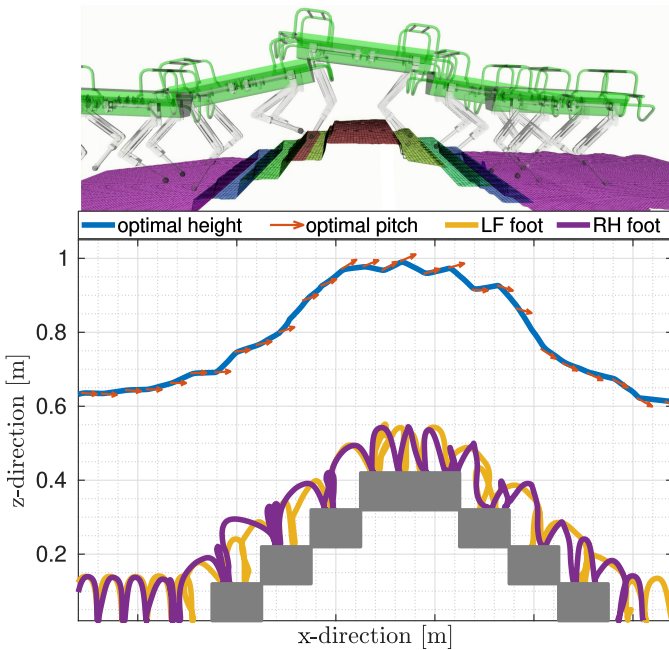 optimal height optimal pitch LF foot RH foot
1
0.8
0.6
0.4
0.2
z-direction [m]
x-direction [m]